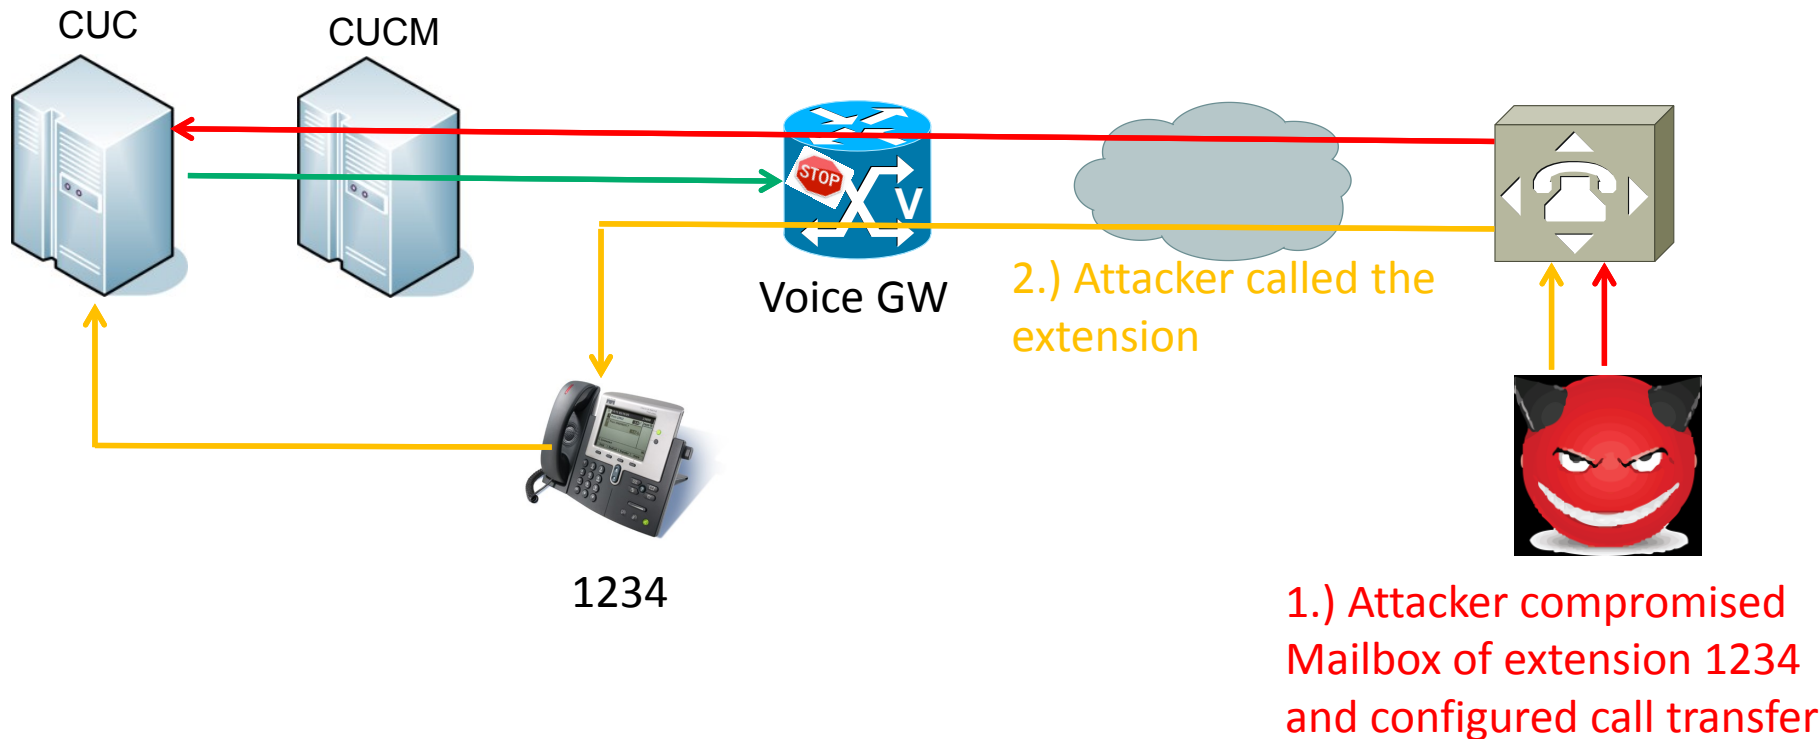 CUC
CUCM
STOP
V
Voice GW
2.) Attacker called the
extension
1234
1.) Attacker compromised
Mailbox of extension 1234
and configured call transfer